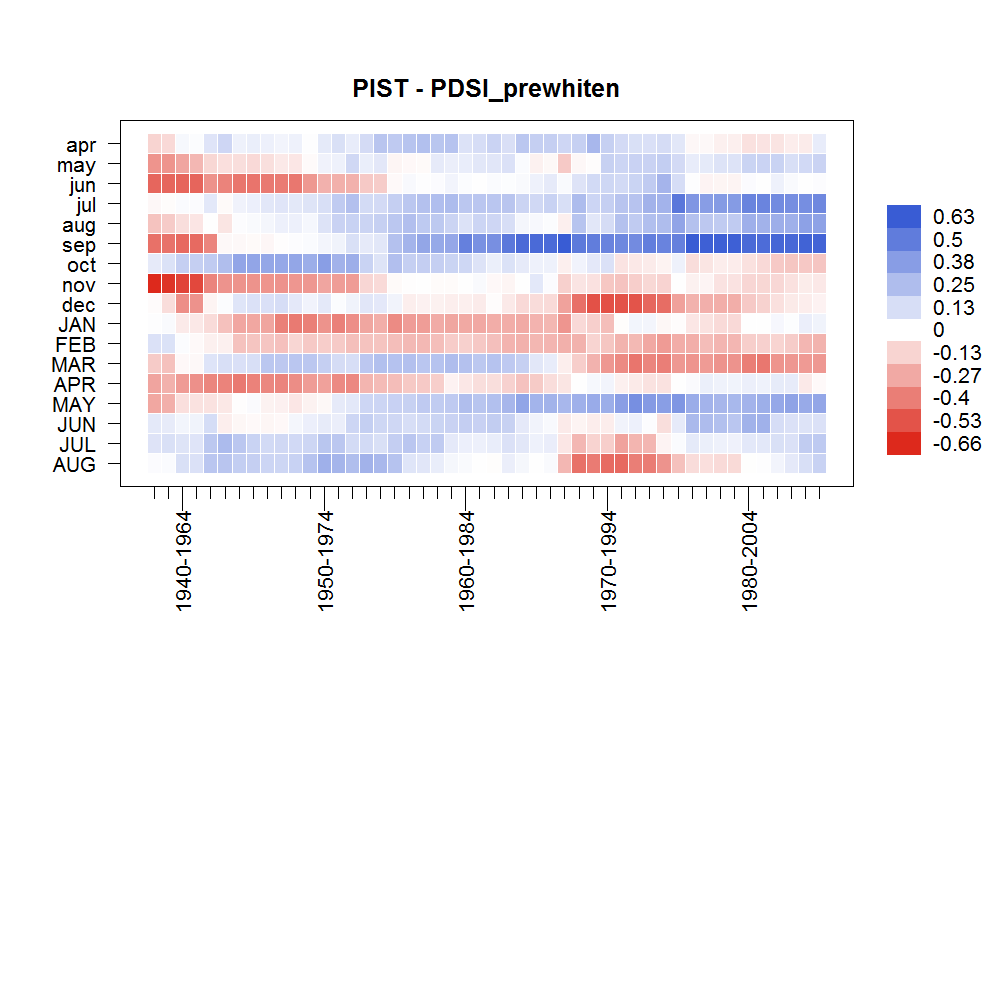 PIST - PDSI_prewhiten
apr
may
jun
jul
aug
sep
oct
nov
dec
JAN
FEB
MAR
APR
MAY
JUN
JUL
AUG
1940-1964
1950-1974
1960-1984
1970-1994
1980-2004
0.63
0.5
0.38
0.25
0.13
0
-0.13
-0.27
-0.4
-0.53
-0.66